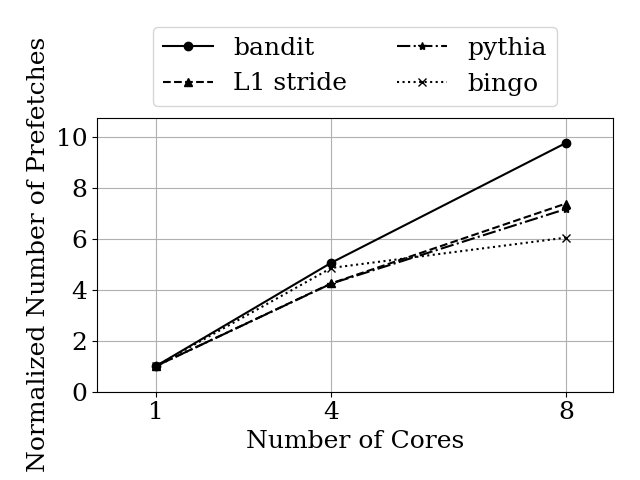 bandit
L1 stride
pythia
bingo
Normalized Number of Prefetches
10
8
6
4
2
0
1 4 8
Number of Cores